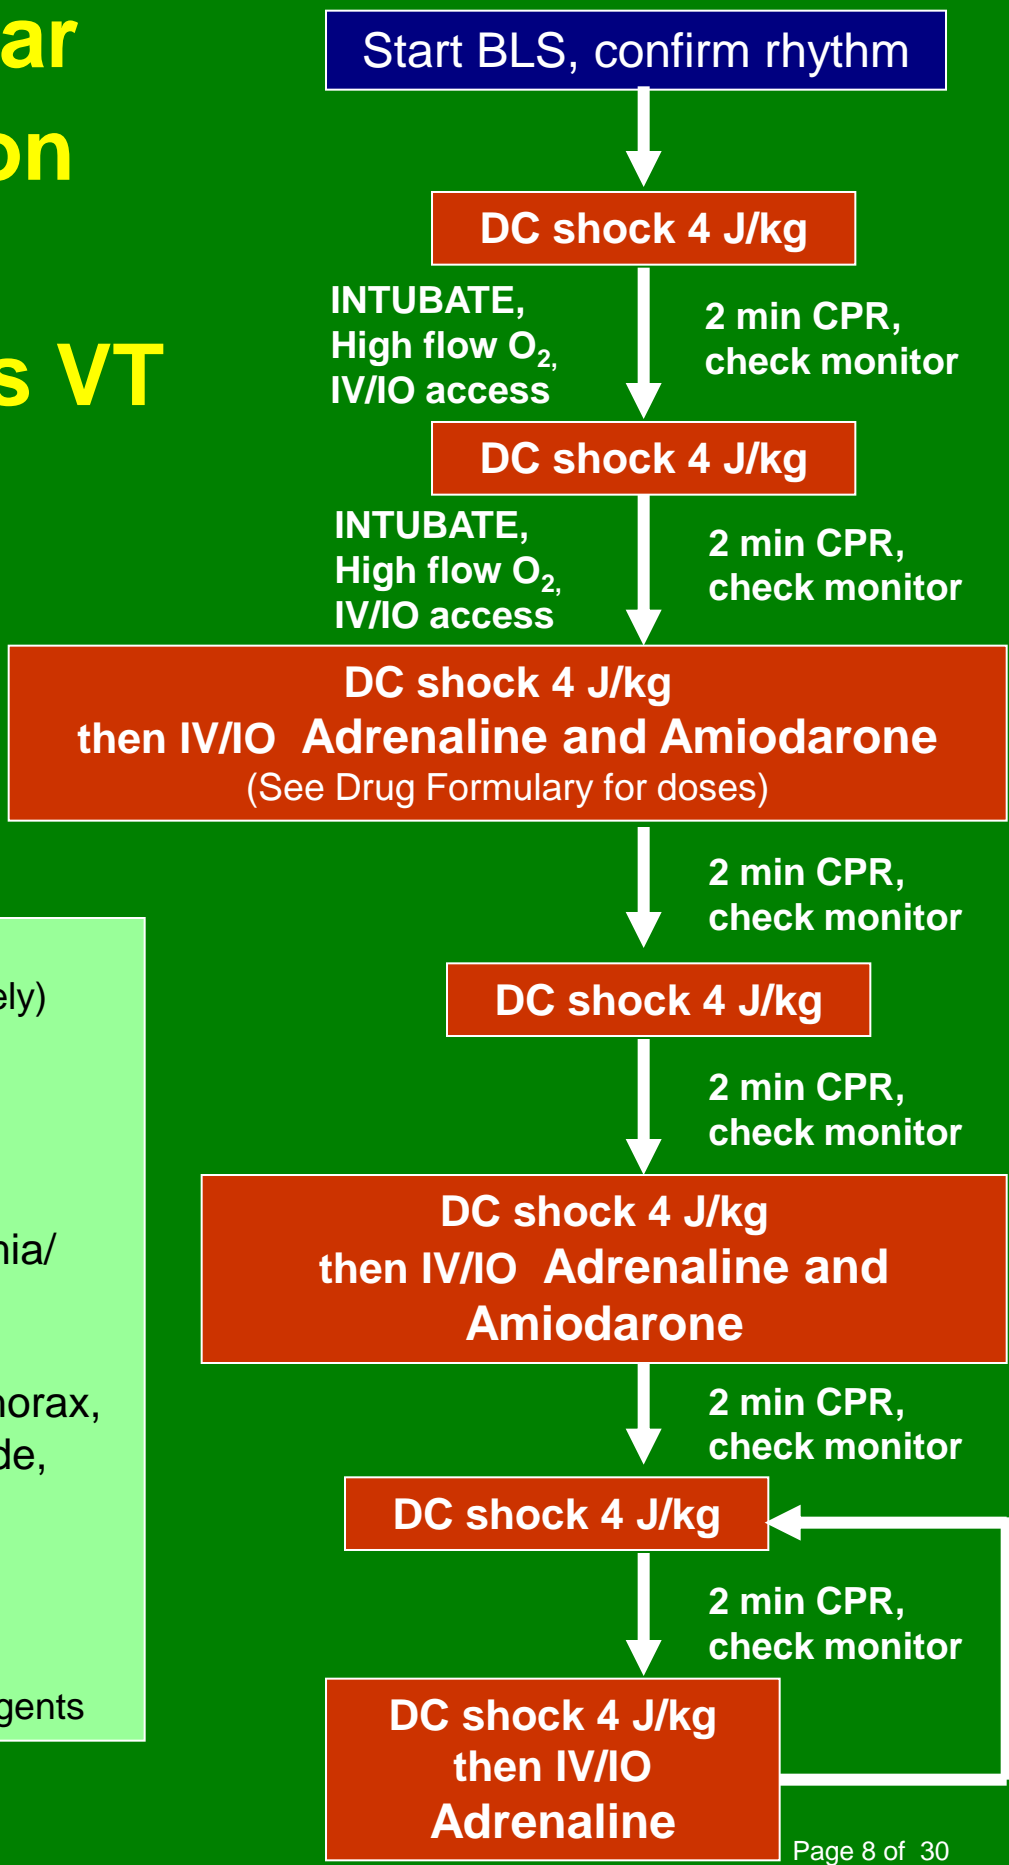 ar
on
s VT
Start BLS, confirm rhythm
DC shock 4 J/kg
INTUBATE,
High flow O2,
IV/IO access
2 min CPR,
check monitor
DC shock 4 J/kg
INTUBATE,
High flow O2,
IV/IO access
2 min CPR,
check monitor
DC shock 4 J/kg
then IV/IO Adrenaline and Amiodarone
(See Drug Formulary for doses)
2 min CPR,
check monitor
DC shock 4 J/kg
2 min CPR,
check monitor
DC shock 4 J/kg
then IV/IO Adrenaline and
Amiodarone
2 min CPR,
check monitor
DC shock 4 J/kg
2 min CPR,
check monitor
DC shock 4 J/kg
then IV/IO
Adrenaline
ely)
nia/
horax,
de,
gents
Page 8 of 30